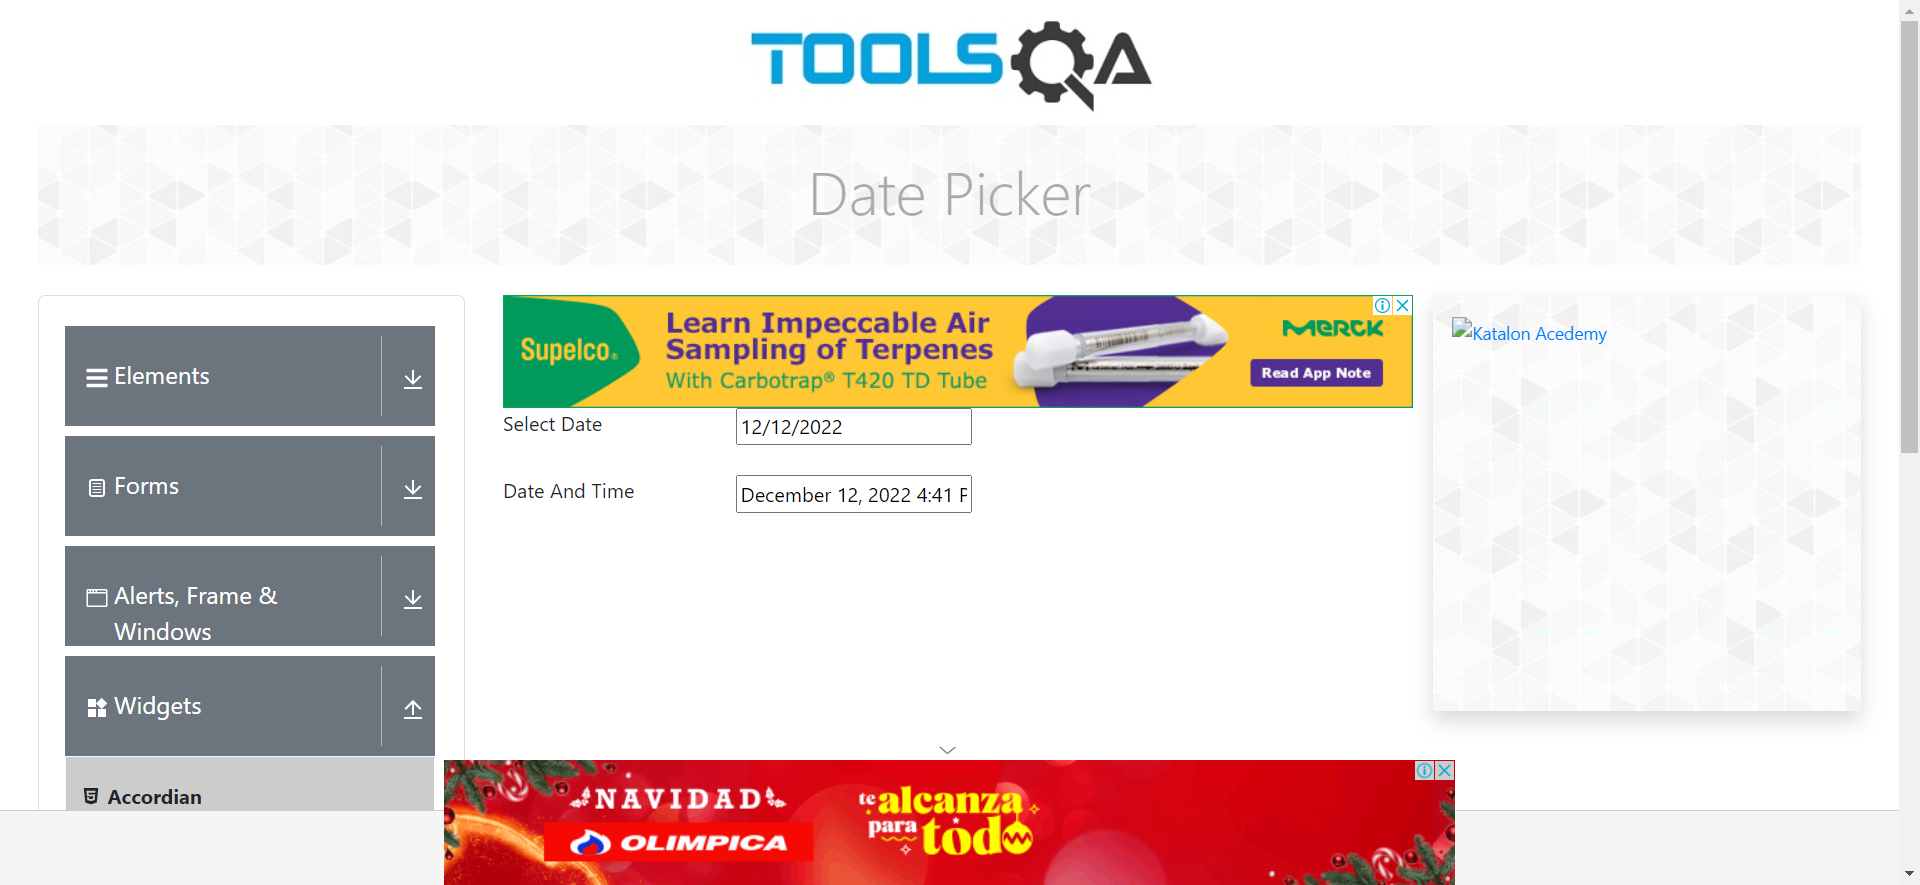 TOOLSQA
Date Picker
Elements
Forms
Alerts, Frame &
Windows
Widgets
Accordian
Supelco®
Learn Impeccable Air
Sampling of Terpenes
With Carbotrap® T420 TD Tube
MERCK
Read App Note
Select Date
12/12/2022
Date And Time
December 12, 2022 4:41 P
Katalon Acedemy
NAVIDAD
OLIMPICA
te alcanza
para todo